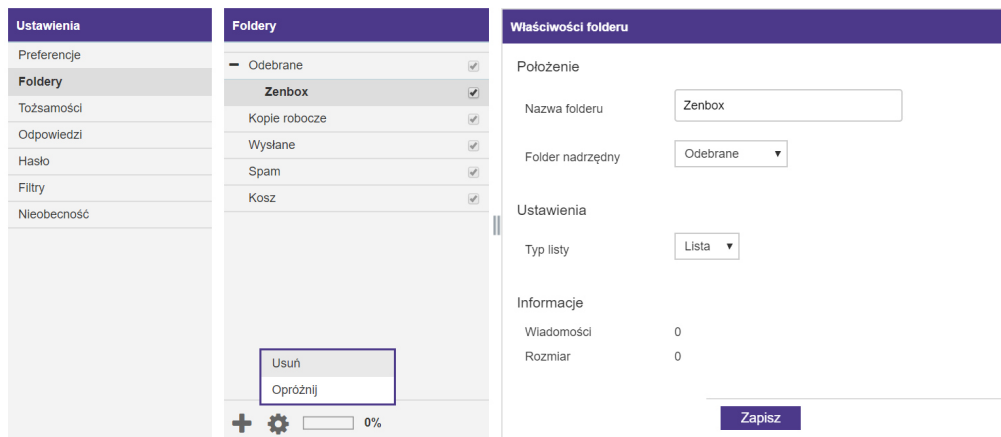 Ustawienia
Preferencje
Foldery
Tożsamości
Odpowiedzi
Hasło
Filtry
Nieobecność
Foldery
Odebrane
Zenbox
Kopie robocze
Wysłane
Spam
Kosz
Usuń
Opróżnij
0%
Właściwości folderu
Położenie
Nazwa folderu Zenbox
Folder nadrzędny Odebrane
Ustawienia
Typ listy Lista
Informacje
Wiadomości 0
Rozmiar 0
Zapisz